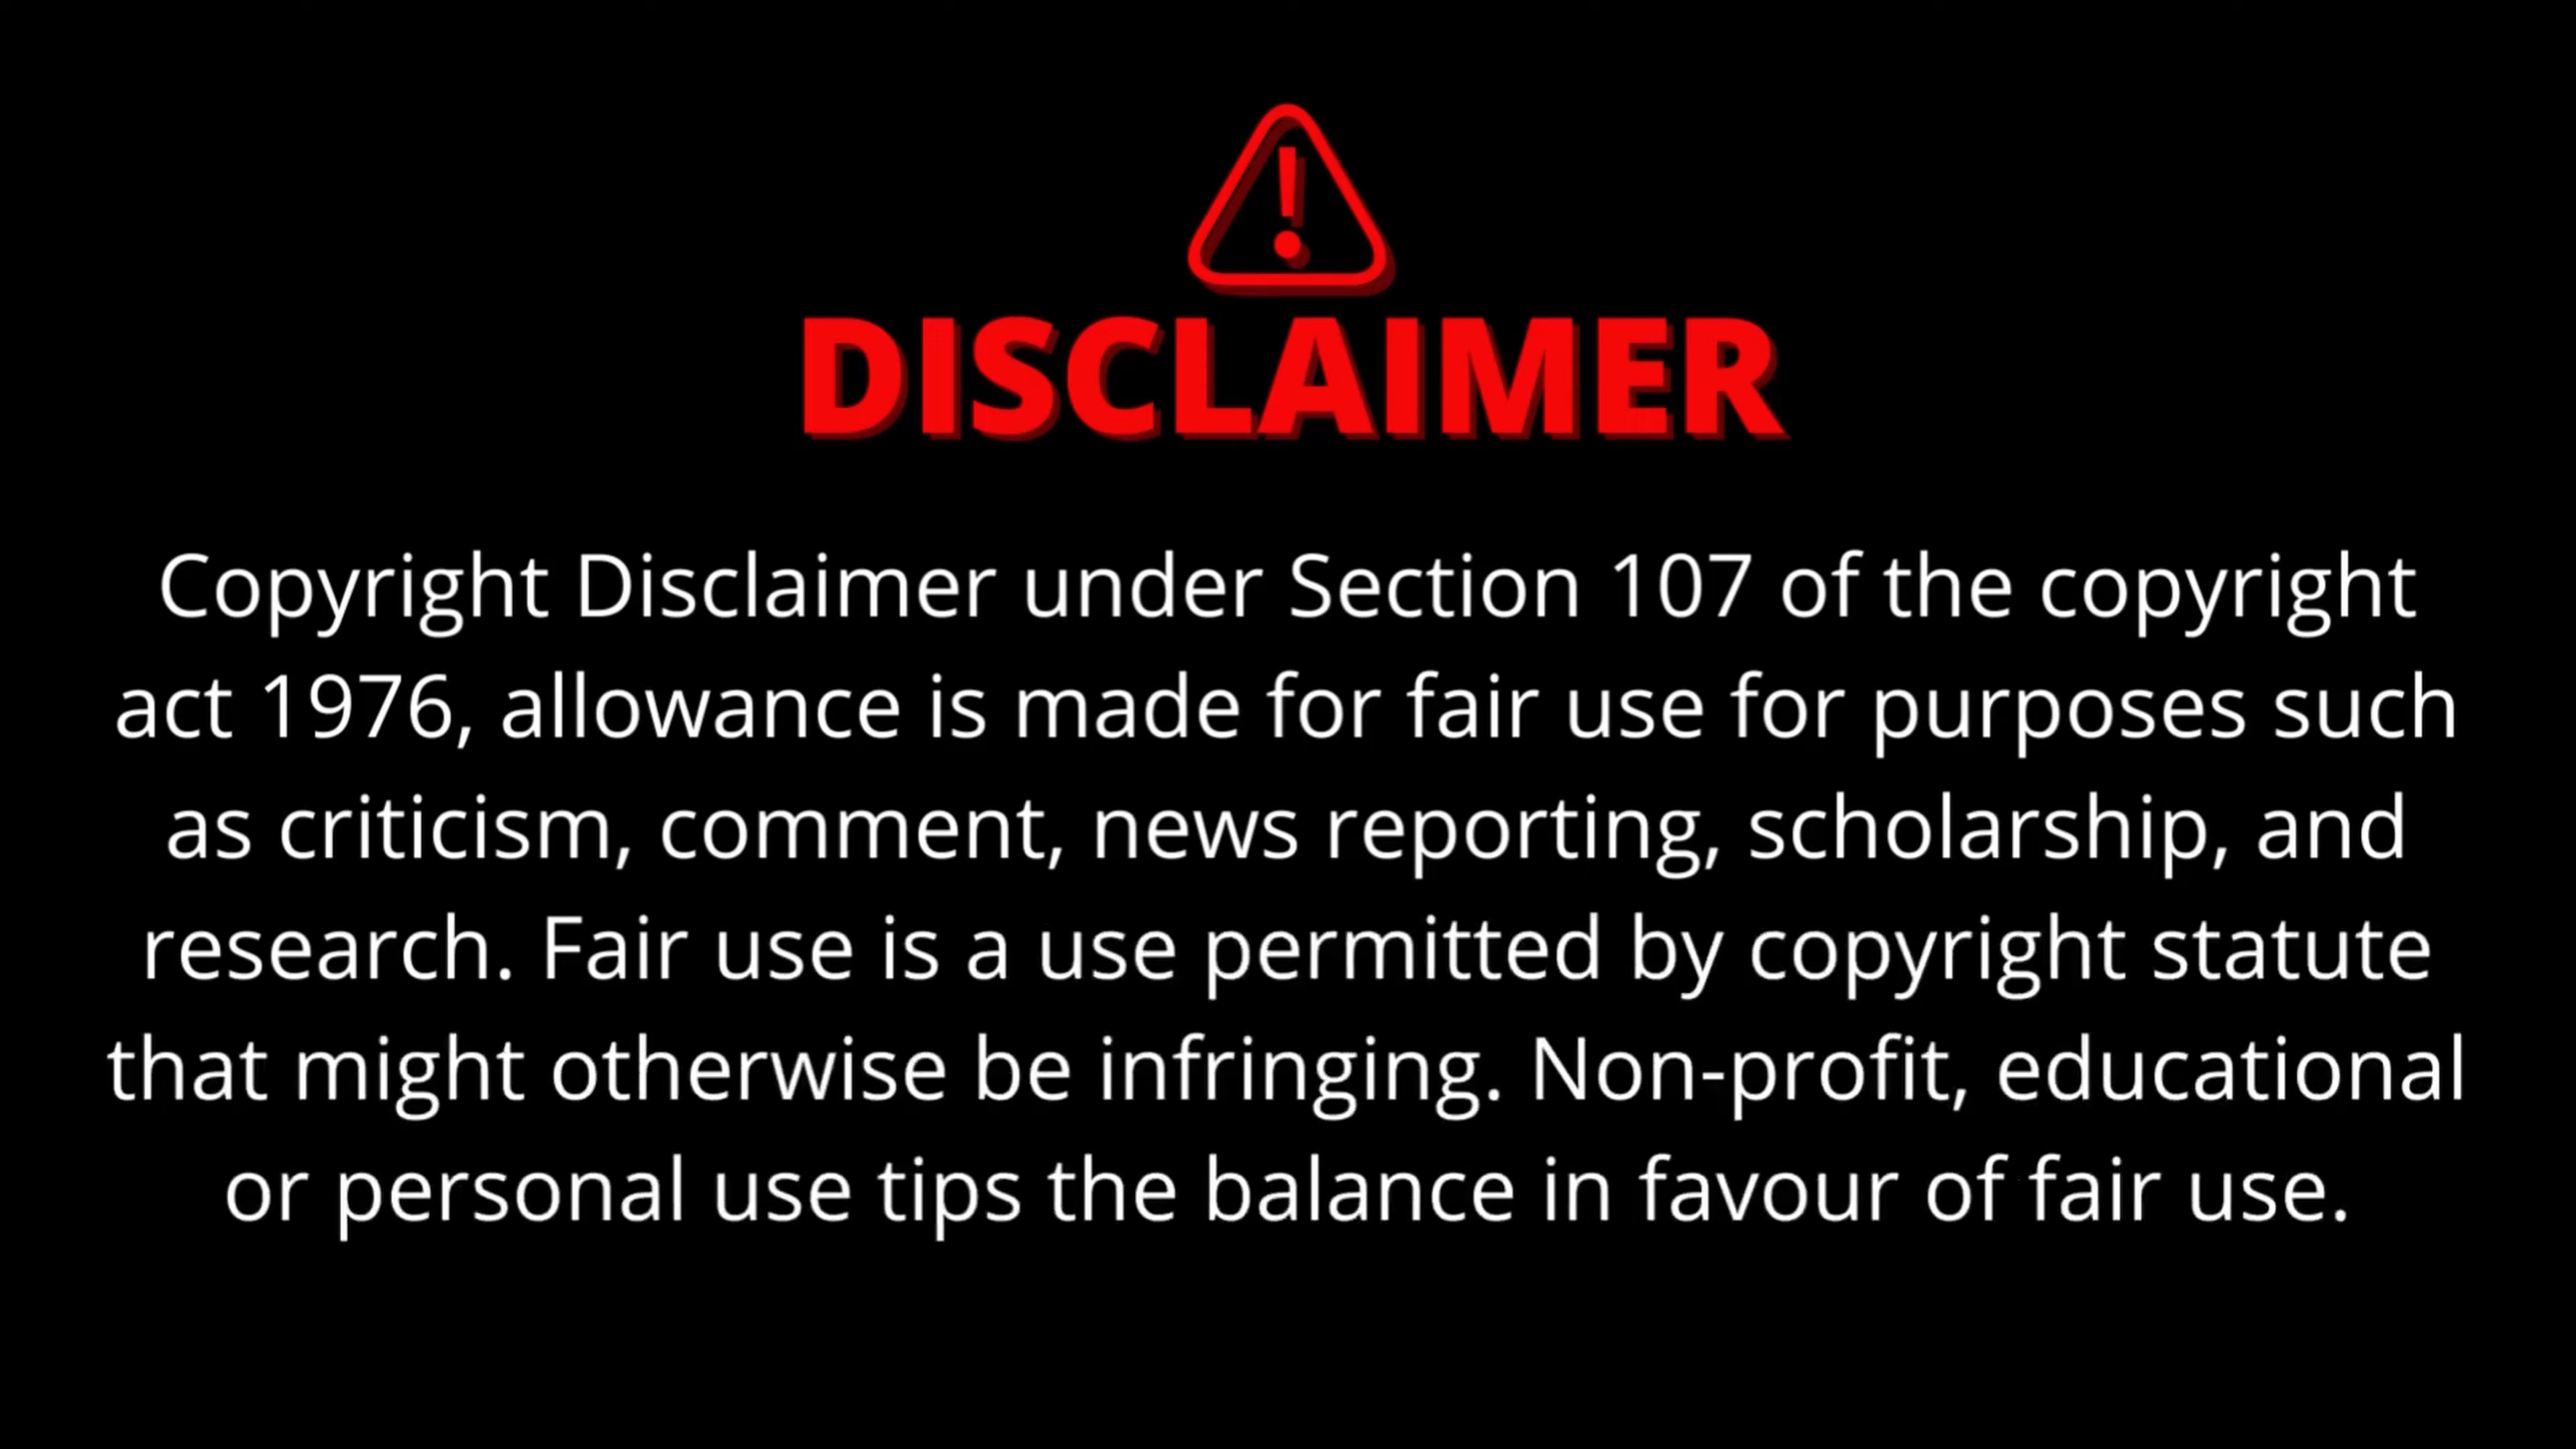 DISCLAIMER
Copyright Disclaimer under Section 107 of the copyright
act 1976, allowance is made for fair use for purposes such
as criticism, comment, news reporting, scholarship, and
research. Fair use is a use permitted by copyright statute
that might otherwise be infringing. Non-profit, educational
or personal use tips the balance in favour of fair use.